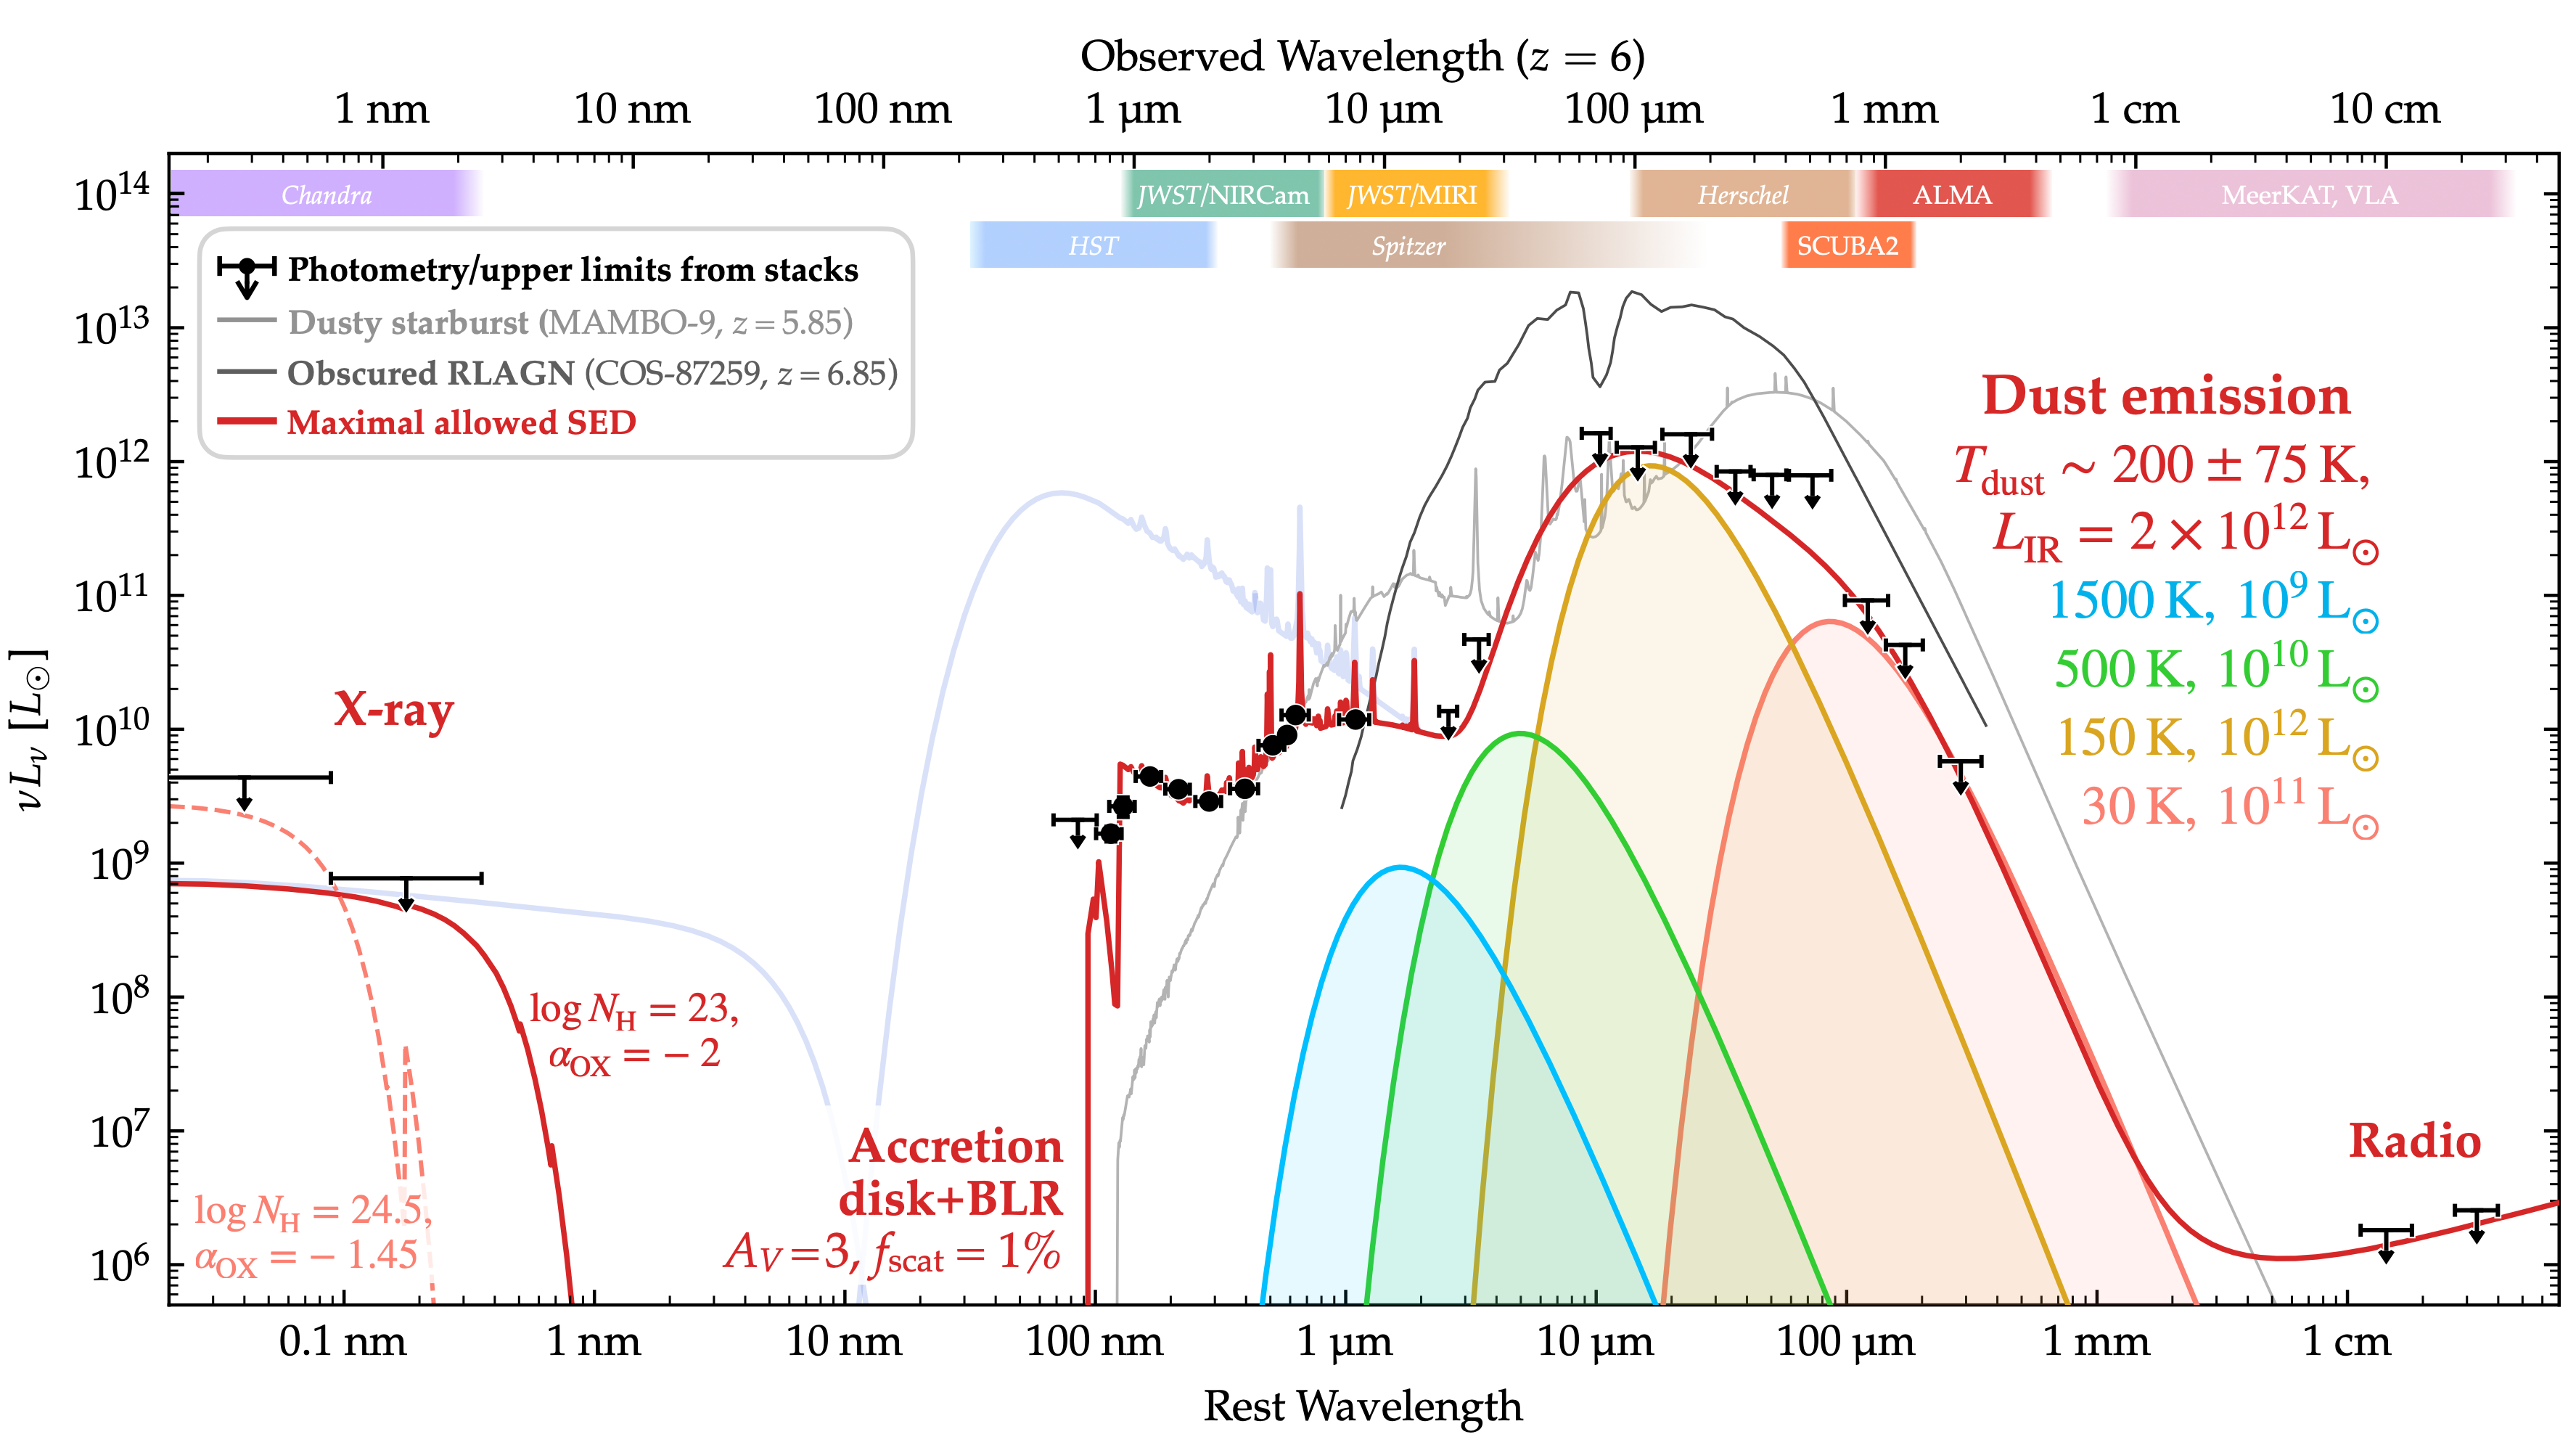 Observed Wavelength (z = 6)
1 nm 10 nm 100 nm 1 μm 10 μm 100 μm 1 mm 1 cm 10 cm
Chandra JWST/NIRCam JWST/MIRI Herschel ALMA MeerKAT, VLA
HST Spitzer SCUBA2
Photometry/upper limits from stacks
Dusty starburst (MAMBO-9, z = 5.85)
Obscured RLAGN (COS-87259, z = 6.85)
Maximal allowed SED
10¹⁴
10¹³
10¹²
10¹¹
10¹⁰
10⁹
10⁸
10⁷
10⁶
νL_ν [L_⊙]
Dust emission
T_dust ~ 200 ± 75 K,
L_IR = 2 × 10¹² L_⊙
1500 K, 10⁹ L_⊙
500 K, 10¹⁰ L_⊙
150 K, 10¹² L_⊙
30 K, 10¹¹ L_⊙
X-ray
log N_H = 23,
α_OX = − 2
log N_H = 24.5,
α_OX = − 1.45
Accretion
disk+BLR
A_V = 3, f_scat = 1%
Radio
0.1 nm 1 nm 10 nm 100 nm 1 μm 10 μm 100 μm 1 mm 1 cm
Rest Wavelength